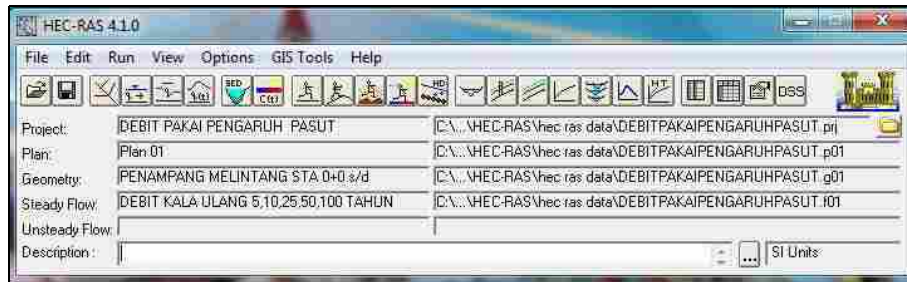 HEC-RAS 4.1.0
File Edit Run View Options GIS Tools Help
BED C(t) HD HT DSS
Project: DEBIT PAKAI PENGARUH PASUT C:\...\HEC-RAS\hec ras data\DEBITPAKAIPENGARUHPASUT.prj
Plan: Plan 01 C:\...\HEC-RAS\hec ras data\DEBITPAKAIPENGARUHPASUT.p01
Geometry: PENAMPANG MELINTANG STA 0+0 s/d C:\...\HEC-RAS\hec ras data\DEBITPAKAIPENGARUHPASUT.g01
Steady Flow: DEBIT KALA ULANG 5,10,25,50,100 TAHUN C:\...\HEC-RAS\hec ras data\DEBITPAKAIPENGARUHPASUT.f01
Unsteady Flow:
Description : ... SI Units